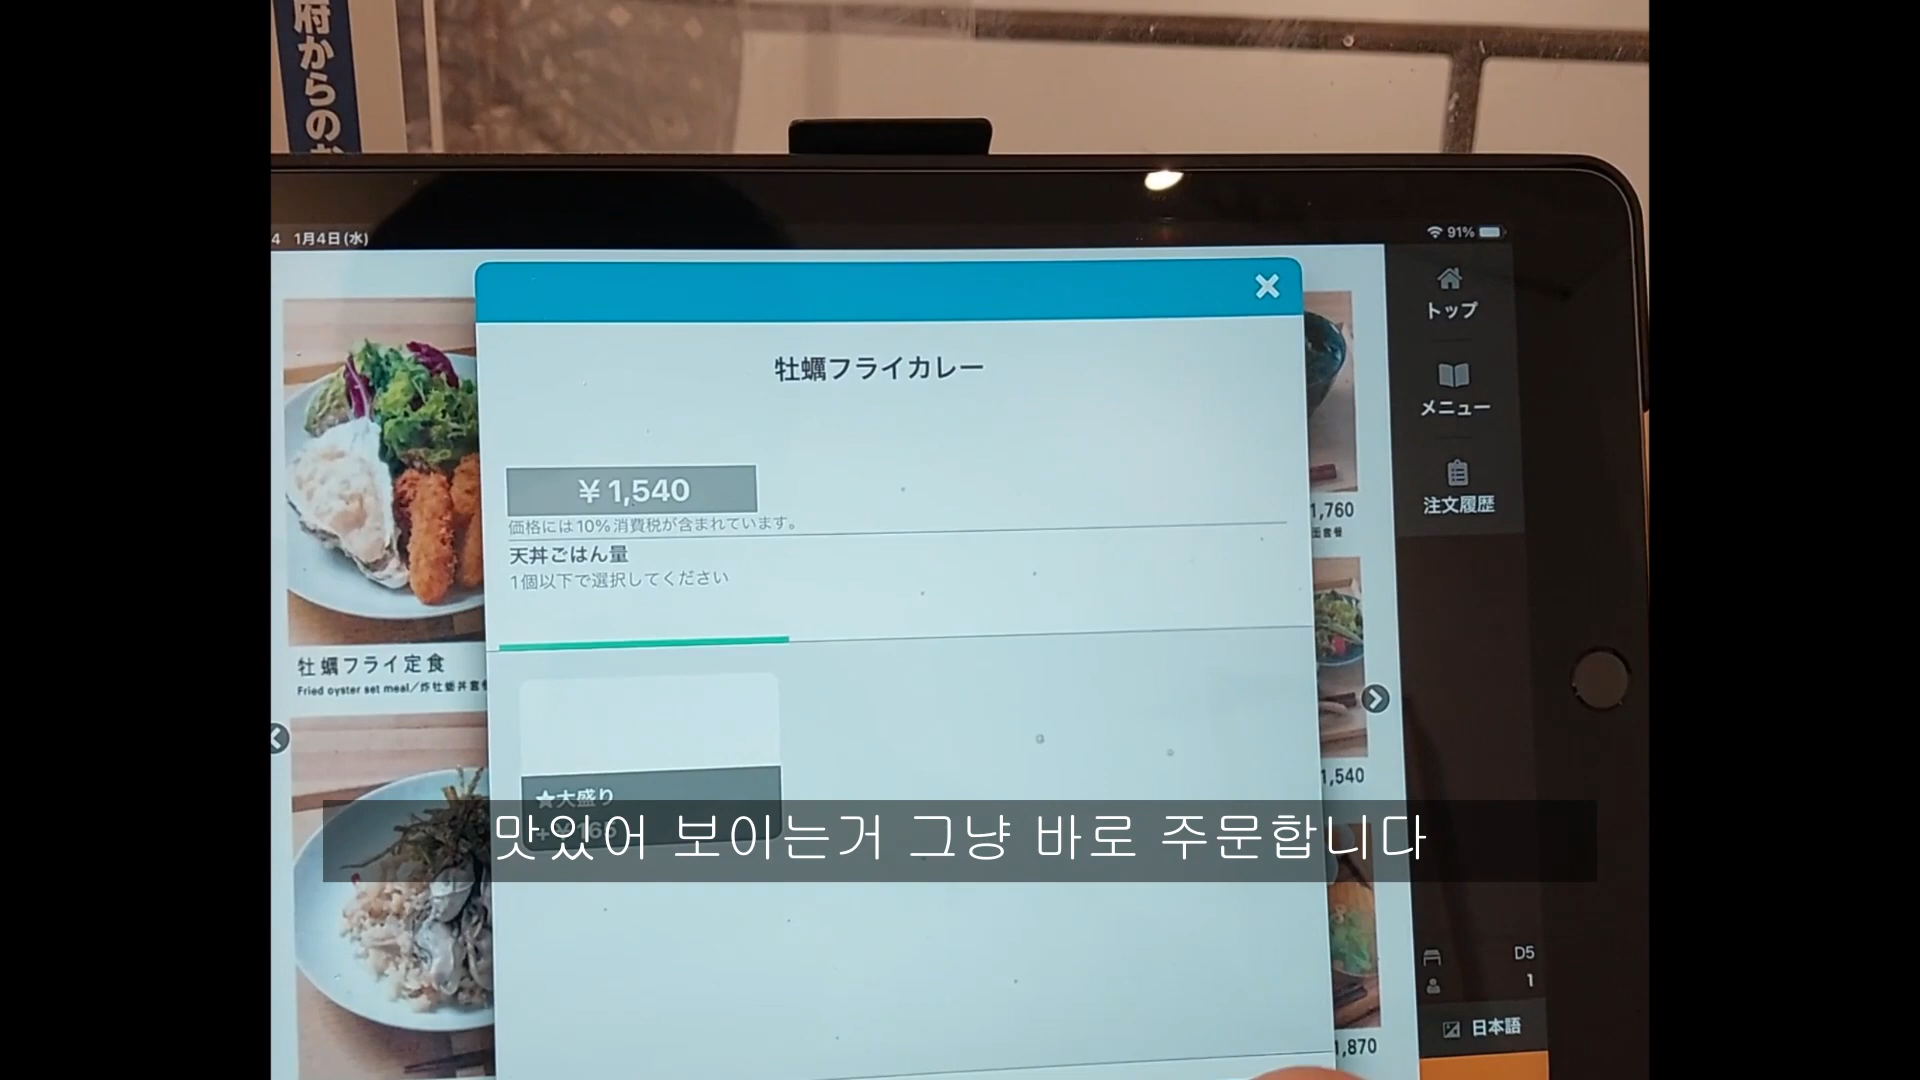 府からの
1月4日(水)
91%
トップ
メニュー
注文履歴
牡蠣フライカレー
¥1,540
価格には10%消費税が含まれています。
天丼ごはん量
1個以下で選択してください
★大盛り
+¥165
牡蠣フライ定食
Fried oyster set meal/炸牡蛎
1,760
1,540
1,870
D5
1
日本語
맛있어 보이는거 그냥 바로 주문합니다